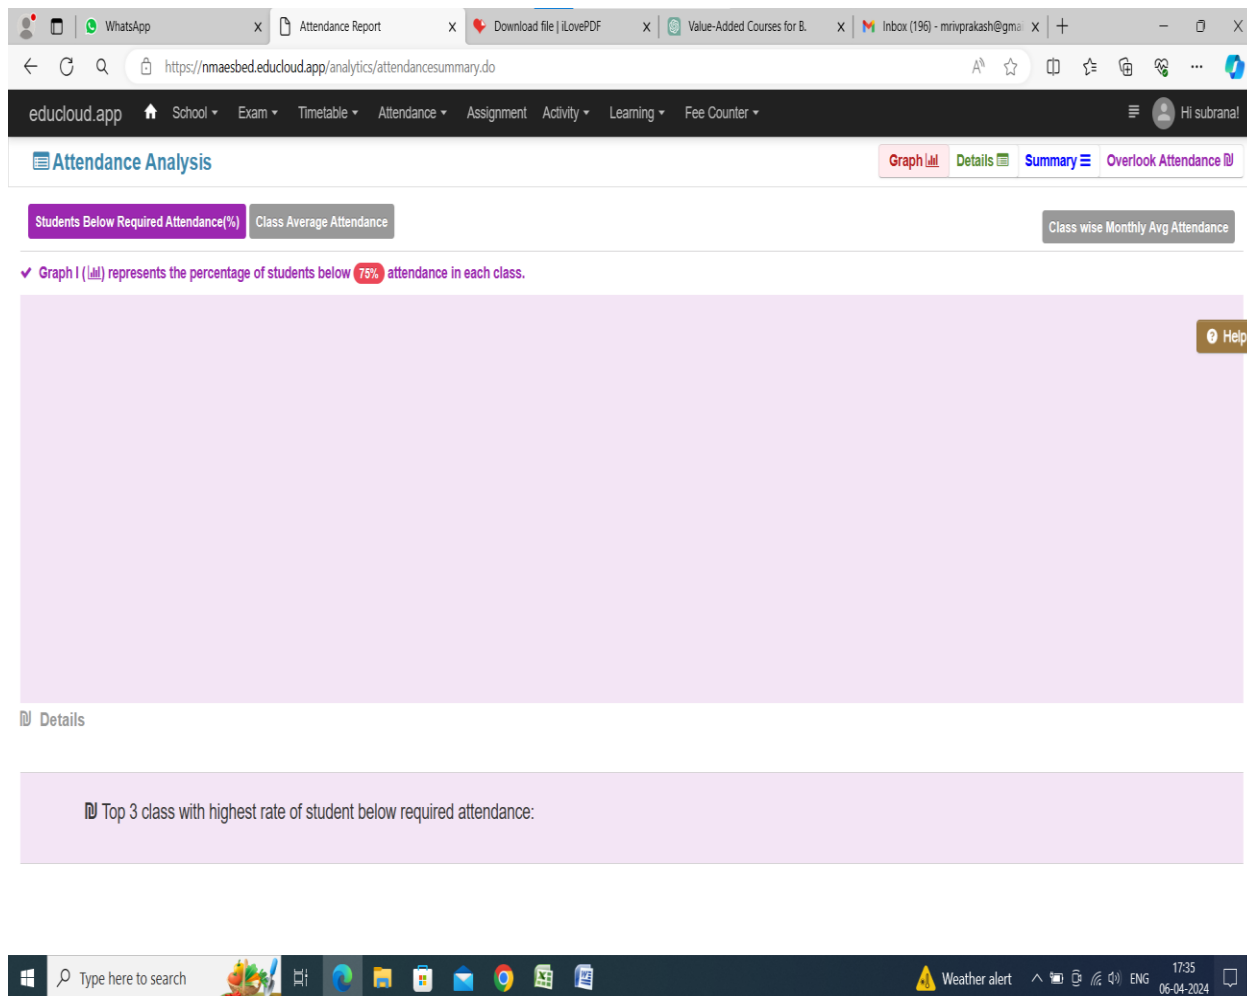 WhatsApp
Attendance Report
Download file | iLovePDF
Value-Added Courses for B.
Inbox (196) - mrivprakash@gma
https://nmaesbed.educloud.app/analytics/attendancesummary.do
educloud.app School Exam Timetable Attendance Assignment Activity Learning Fee Counter Hi subrana!
Attendance Analysis
Graph Details Summary Overlook Attendance
Students Below Required Attendance(%) Class Average Attendance
Class wise Monthly Avg Attendance
Graph I ( ) represents the percentage of students below 75% attendance in each class.
Help
Details
Top 3 class with highest rate of student below required attendance:
Type here to search
Weather alert
ENG
17:35
06-04-2024